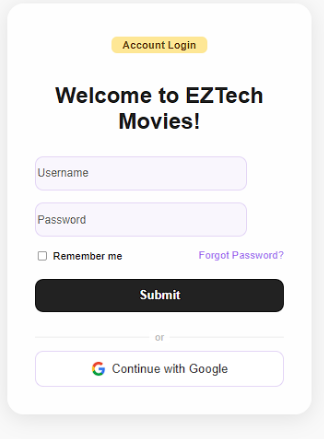 Account Login
Welcome to EZTech
Movies!
Username
Password
Remember me
Forgot Password?
Submit
or
Continue with Google